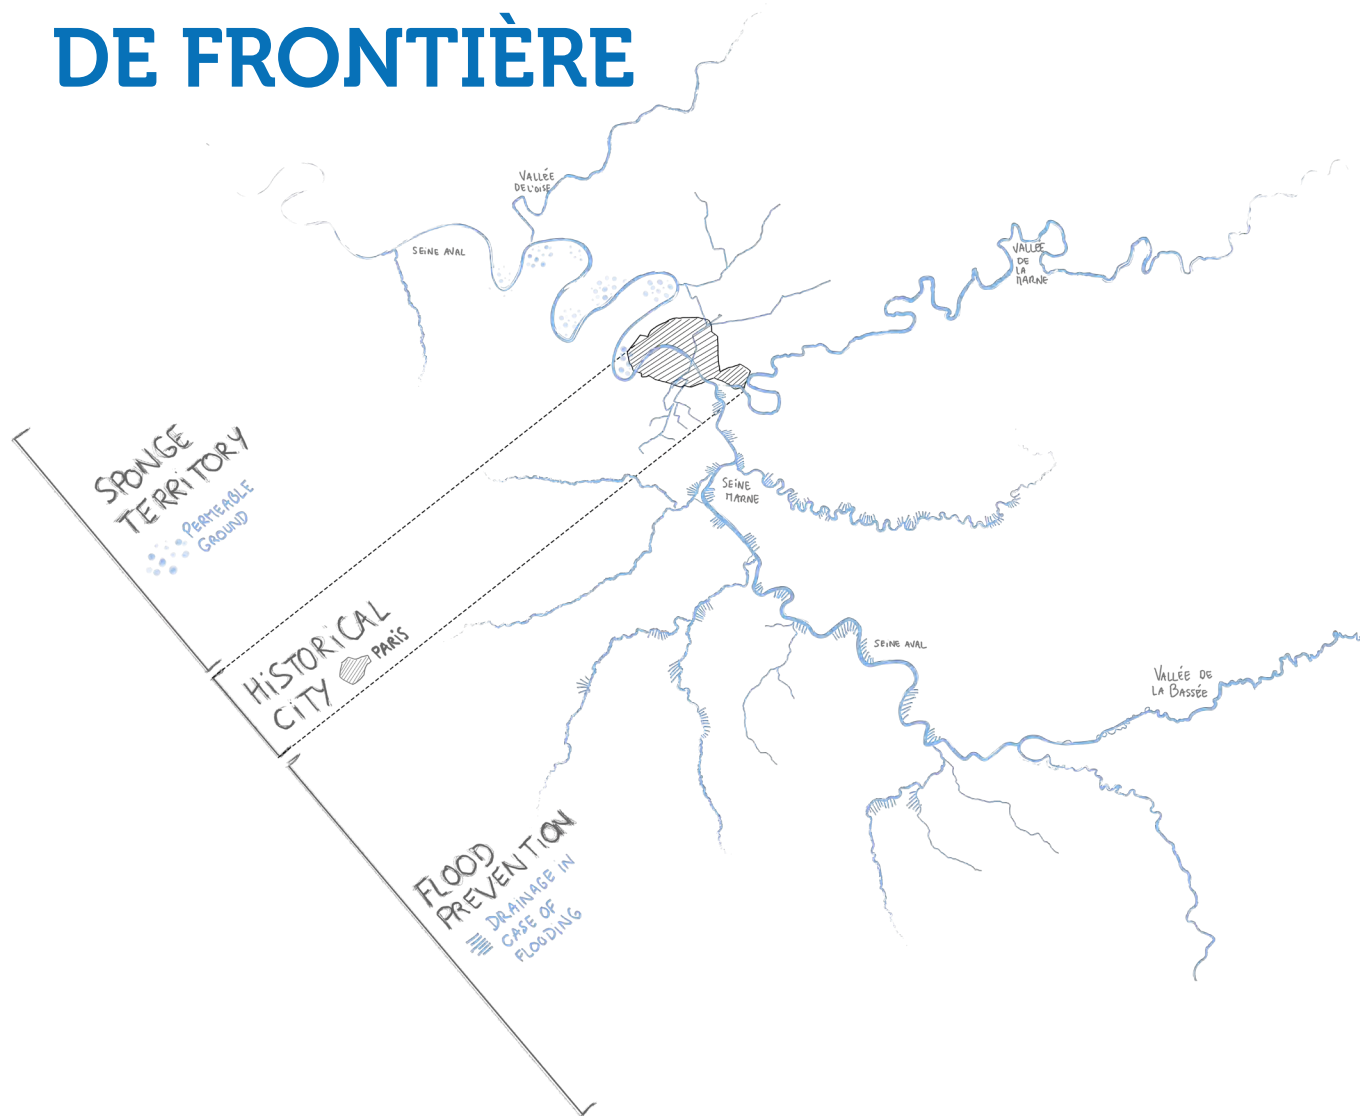 DE FRONTIÈRE
VALLÉE
DE L'OISE
SEINE AVAL
VALLÉE
DE
LA
MARNE
SPONGE
TERRITORY
PERMEABLE
GROUND
SEINE
MARNE
HISTORICAL
CITY
PARIS
SEINE AVAL
VALLÉE DE
LA BASSÉE
FLOOD
PREVENTION
DRAINAGE IN
CASE OF
FLOODING